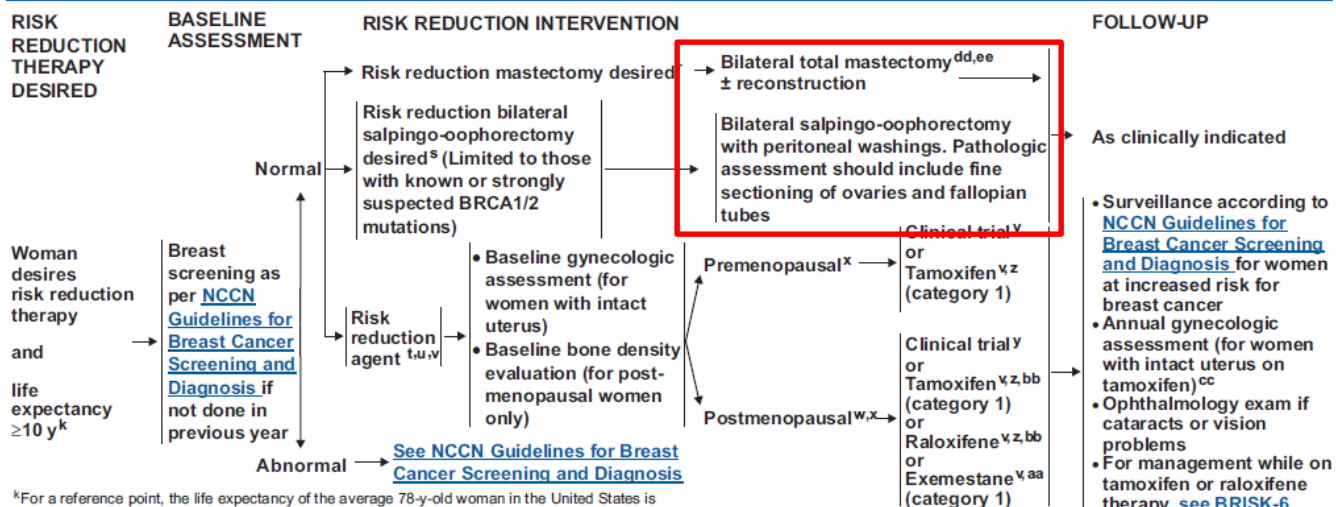 RISK
REDUCTION
THERAPY
DESIRED
BASELINE
ASSESSMENT
RISK REDUCTION INTERVENTION
FOLLOW-UP
Woman
desires
risk reduction
therapy
and
life
expectancy
≥10 yᵏ
Breast
screening as
per NCCN
Guidelines for
Breast Cancer
Screening and
Diagnosis if
not done in
previous year
Normal
Abnormal
Risk reduction mastectomy desired
Bilateral total mastectomy dd,ee
± reconstruction
Risk reduction bilateral
salpingo-oophorectomy
desired s (Limited to those
with known or strongly
suspected BRCA1/2
mutations)
Bilateral salpingo-oophorectomy
with peritoneal washings. Pathologic
assessment should include fine
sectioning of ovaries and fallopian
tubes
As clinically indicated
Risk
reduction
agent t,u,v
• Baseline gynecologic
assessment (for
women with intact
uterus)
• Baseline bone density
evaluation (for post-
menopausal women
only)
Premenopausal x
Clinical trial y
or
Tamoxifen v,z
(category 1)
Postmenopausal w,x
Clinical trial y
or
Tamoxifen v,z,bb
(category 1)
or
Raloxifene v,z,bb
or
Exemestane v,aa
(category 1)
• Surveillance according to
NCCN Guidelines for
Breast Cancer Screening
and Diagnosis for women
at increased risk for
breast cancer
• Annual gynecologic
assessment (for women
with intact uterus on
tamoxifen) cc
• Ophthalmology exam if
cataracts or vision
problems
• For management while on
tamoxifen or raloxifene
therapy, see BRISK-6
See NCCN Guidelines for Breast
Cancer Screening and Diagnosis
k For a reference point, the life expectancy of the average 78-y-old woman in the United States is